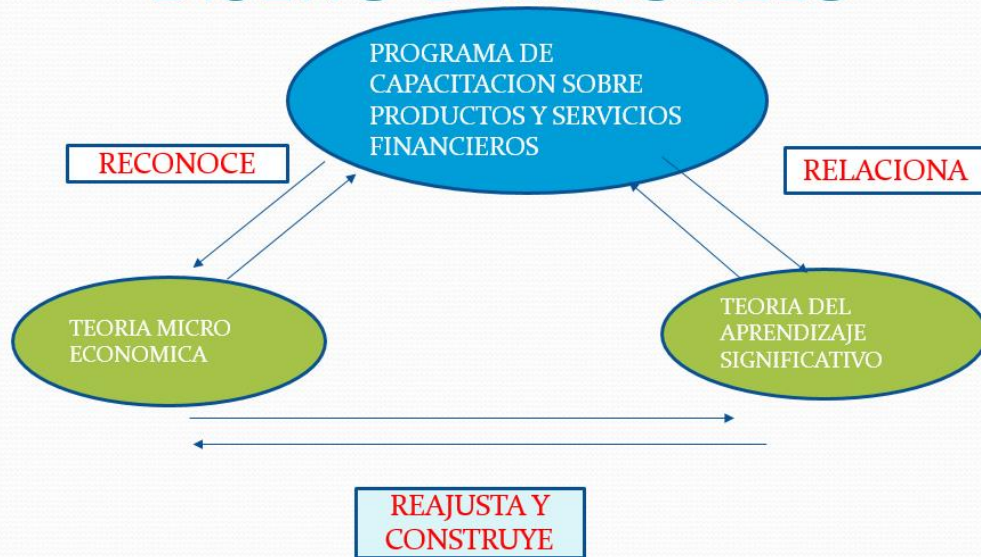 PROGRAMA DE
CAPACITACION SOBRE
PRODUCTOS Y SERVICIOS
FINANCIEROS
RECONOCE
RELACIONA
TEORIA MICRO
ECONOMICA
TEORIA DEL
APRENDIZAJE
SIGNIFICATIVO
REAJUSTA Y
CONSTRUYE